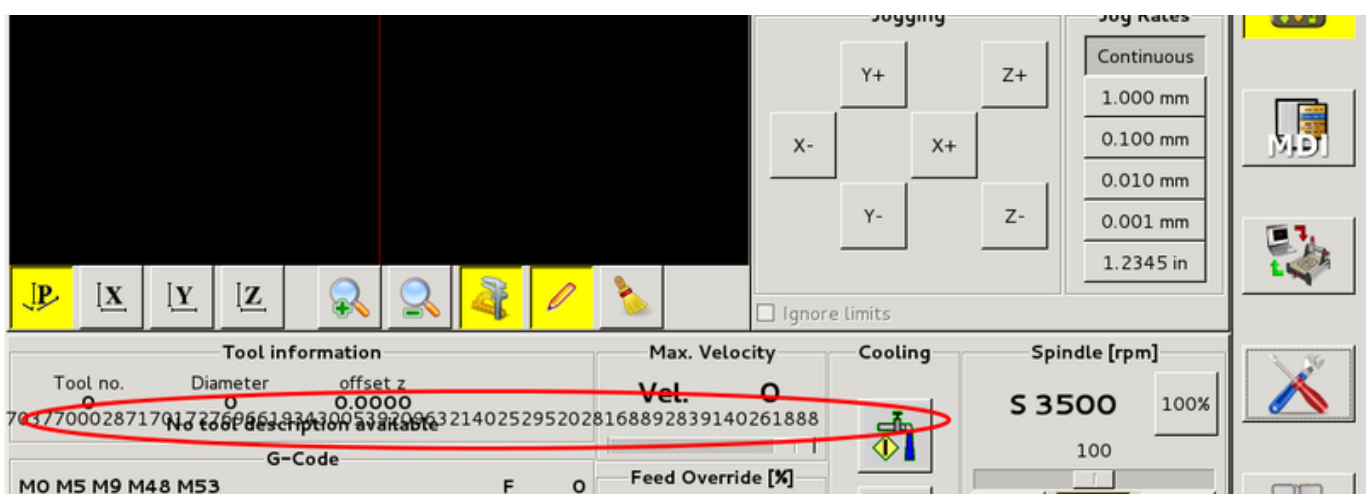 Jogging
Jog Rates
Y+
Z+
Continuous
1.000 mm
X-
X+
0.100 mm
MDI
0.010 mm
Y-
Z-
0.001 mm
1.2345 in
P
X
Y
Z
Ignore limits
Tool information
Max. Velocity
Cooling
Spindle [rpm]
Tool no.
Diameter
offset z
0
0
0.0000
Vel.
0
S 3500
100%
No tool description available
100
G-Code
Feed Override [%]
M0 M5 M9 M48 M53
F
0